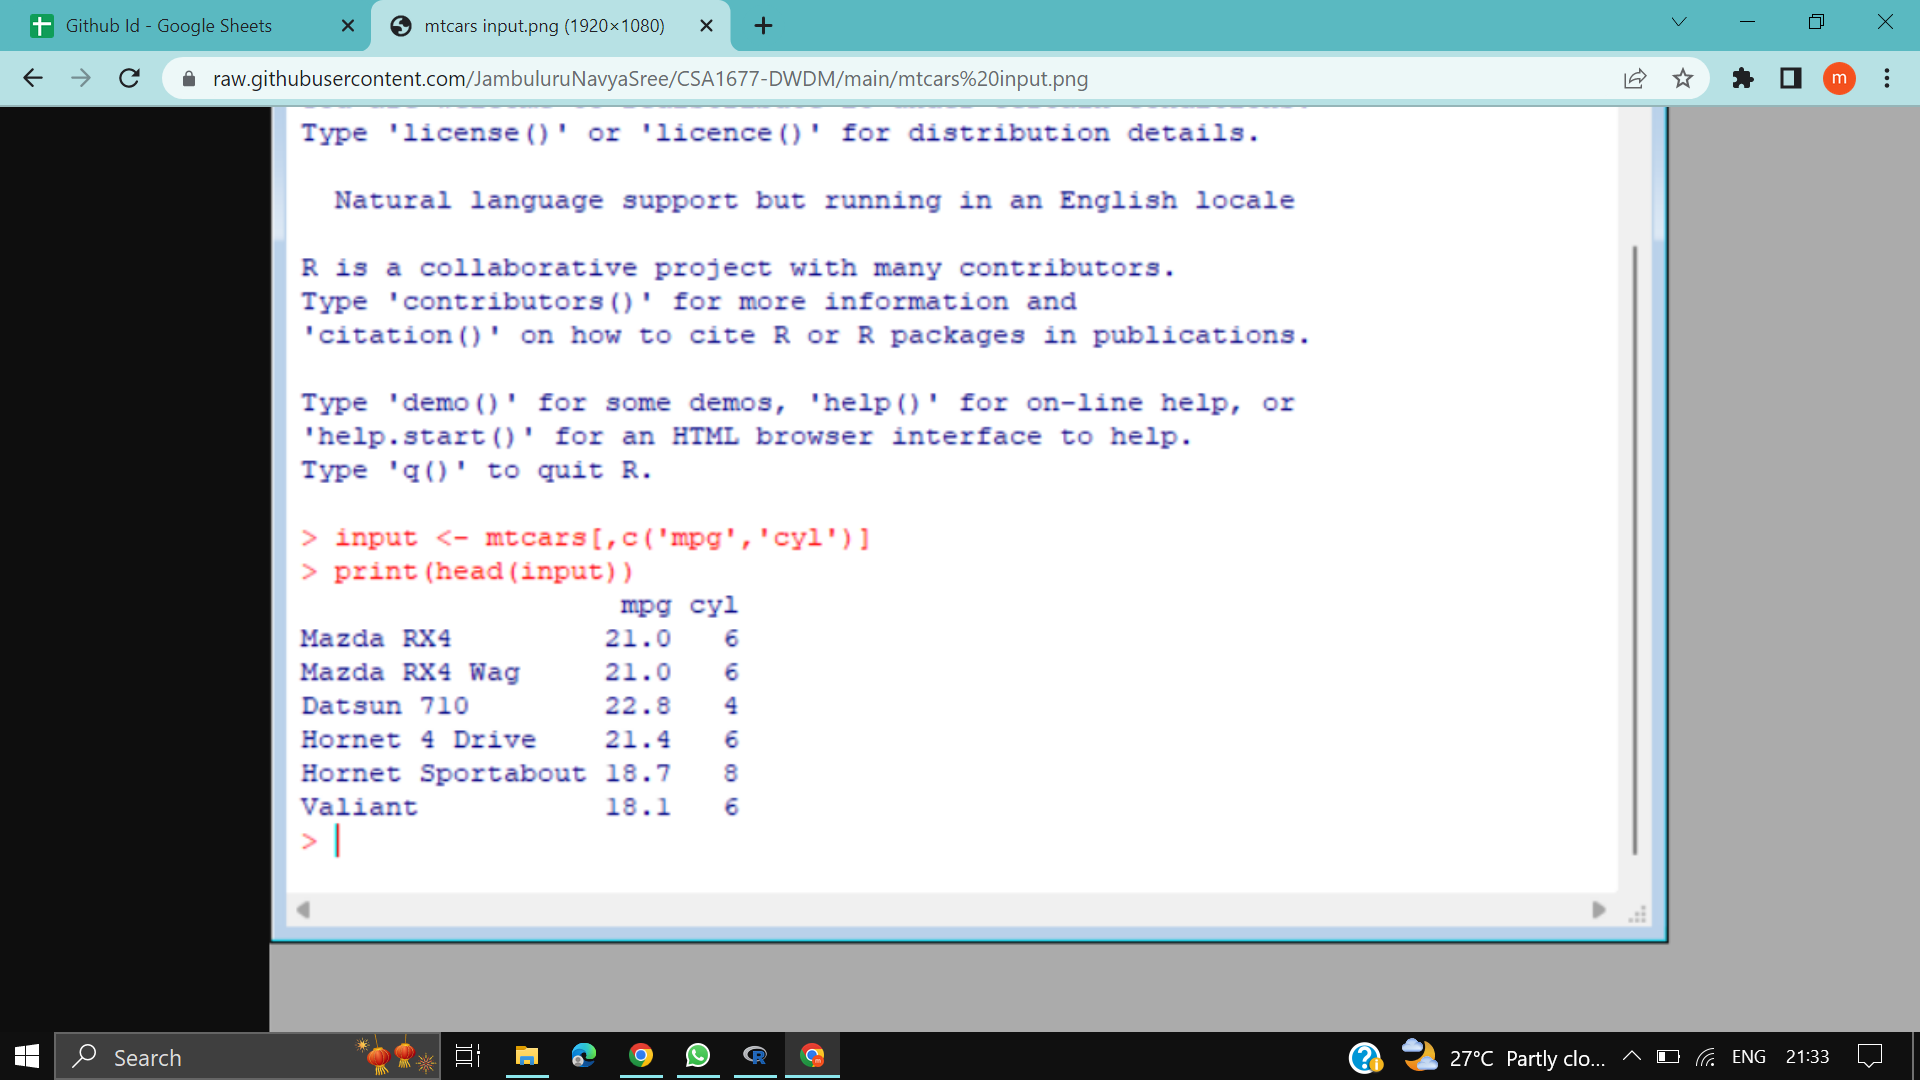 Github Id - Google Sheets
mtcars input.png (1920×1080)
raw.githubusercontent.com/JambuluruNavyaSree/CSA1677-DWDM/main/mtcars%20input.png
m
Type 'license()' or 'licence()' for distribution details.
Natural language support but running in an English locale
R is a collaborative project with many contributors.
Type 'contributors()' for more information and
'citation()' on how to cite R or R packages in publications.
Type 'demo()' for some demos, 'help()' for on-line help, or
'help.start()' for an HTML browser interface to help.
Type 'q()' to quit R.
> input <- mtcars[,c('mpg','cyl')]
> print(head(input))
mpg cyl
Mazda RX4 21.0 6
Mazda RX4 Wag 21.0 6
Datsun 710 22.8 4
Hornet 4 Drive 21.4 6
Hornet Sportabout 18.7 8
Valiant 18.1 6
>
Search
27°C Partly clo...
ENG
21:33